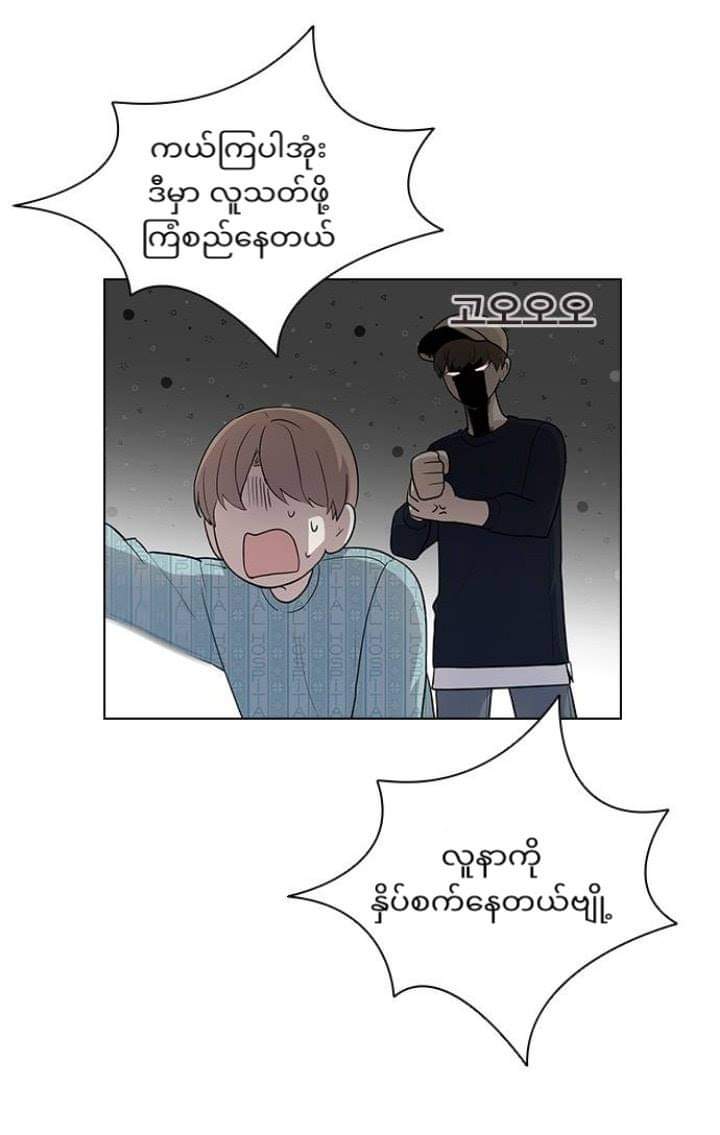 ကယ်ကြပါအုံး
ဒီမှာ လူသတ်ဖို့
ကြံစည်နေတယ်
고오오오
HOSPITAL
လူနာကို
နှိပ်စက်နေတယ်ဗျို့